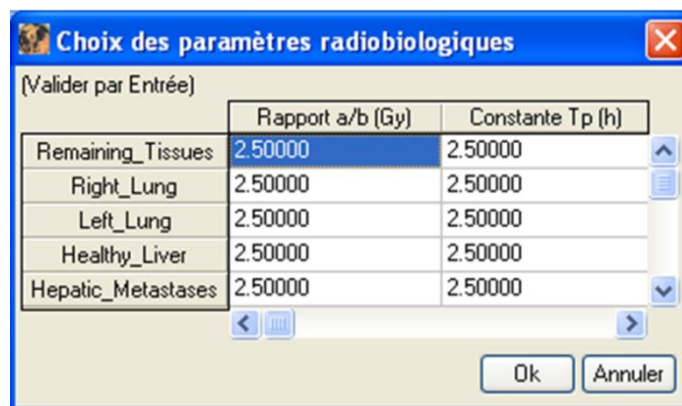 Choix des paramètres radiobiologiques
(Valider par Entrée)
Rapport a/b (Gy) Constante Tp (h)
Remaining_Tissues 2.50000 2.50000
Right_Lung 2.50000 2.50000
Left_Lung 2.50000 2.50000
Healthy_Liver 2.50000 2.50000
Hepatic_Metastases 2.50000 2.50000
Ok Annuler